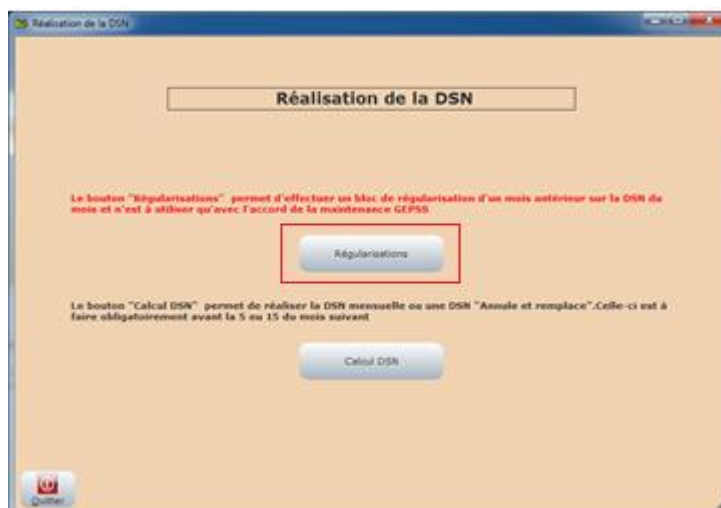 Réalisation de la DSN
Réalisation de la DSN
Le bouton "Régularisations" permet d'effectuer un bloc de régularisation d'un mois antérieur sur la DSN du
mois et n'est à utiliser qu'avec l'accord de la maintenance GEPSS
Régularisations
Le bouton "Calcul DSN" permet de réaliser la DSN mensuelle ou une DSN "Annule et remplace".Celle-ci est à
faire obligatoirement avant la 5 ou 15 du mois suivant
Calcul DSN
Quitter